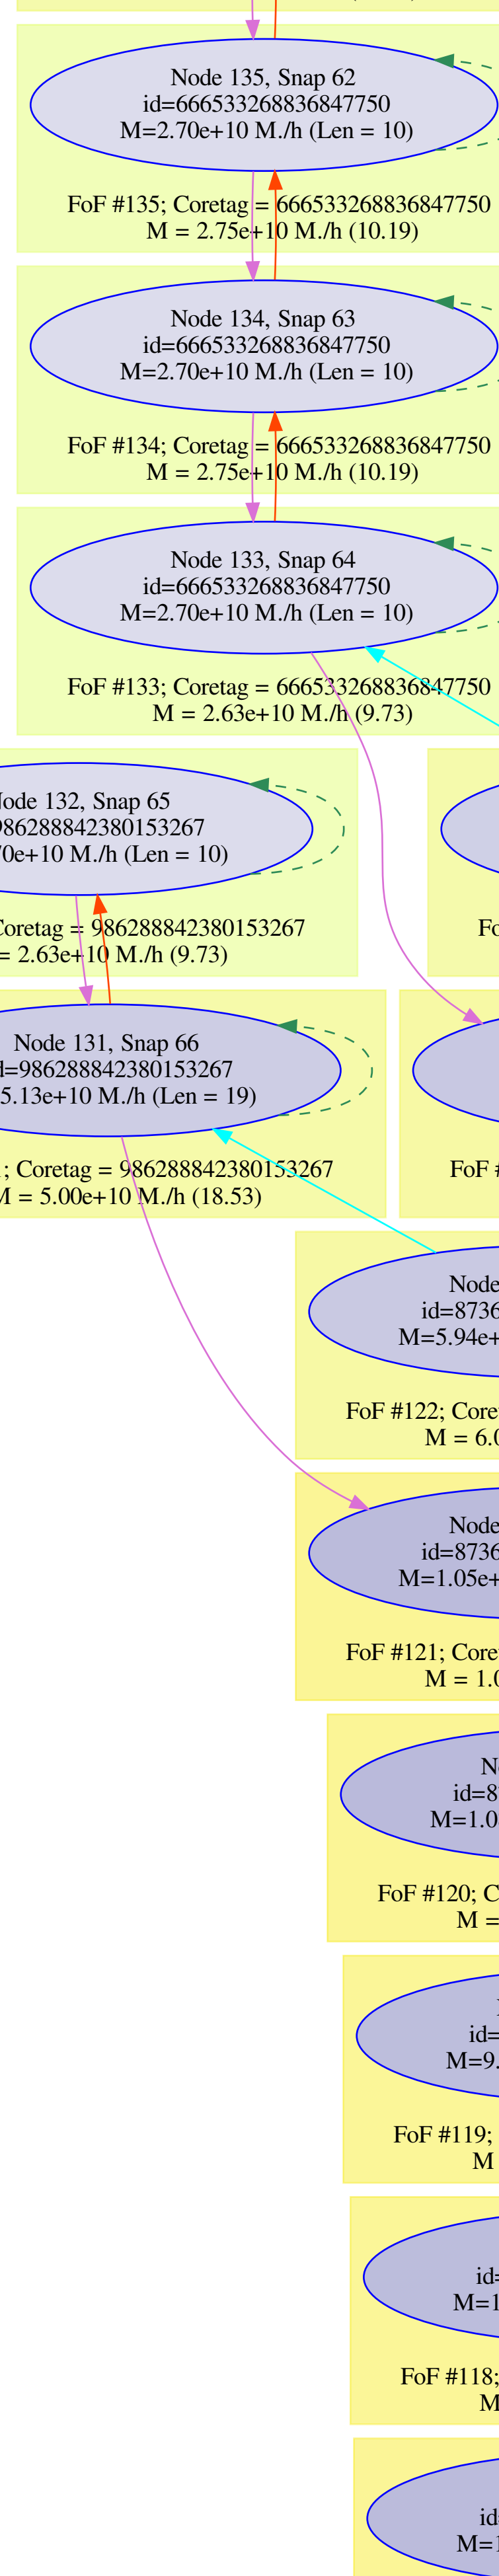 Node 135, Snap 62
id=666533268836847750
M=2.70e+10 M./h (Len = 10)
FoF #135; Coretag = 666533268836847750
M = 2.75e+10 M./h (10.19)
Node 134, Snap 63
id=666533268836847750
M=2.70e+10 M./h (Len = 10)
FoF #134; Coretag = 666533268836847750
M = 2.75e+10 M./h (10.19)
Node 133, Snap 64
id=666533268836847750
M=2.70e+10 M./h (Len = 10)
FoF #133; Coretag = 666533268836847750
M = 2.63e+10 M./h (9.73)
ode 132, Snap 65
986288842380153267
70e+10 M./h (Len = 10)
Coretag = 986288842380153267
= 2.63e+10 M./h (9.73)
Fo
Node 131, Snap 66
d=986288842380153267
5.13e+10 M./h (Len = 19)
; Coretag = 986288842380153267
M = 5.00e+10 M./h (18.53)
FoF #
Node
id=8736
M=5.94e+
FoF #122; Core
M = 6.0
Node
id=8736
M=1.05e+
FoF #121; Core
M = 1.0
No
id=8
M=1.0
FoF #120; C
M =
id=
M=9.
FoF #119;
M
id=
M=1
FoF #118;
M
id
M=